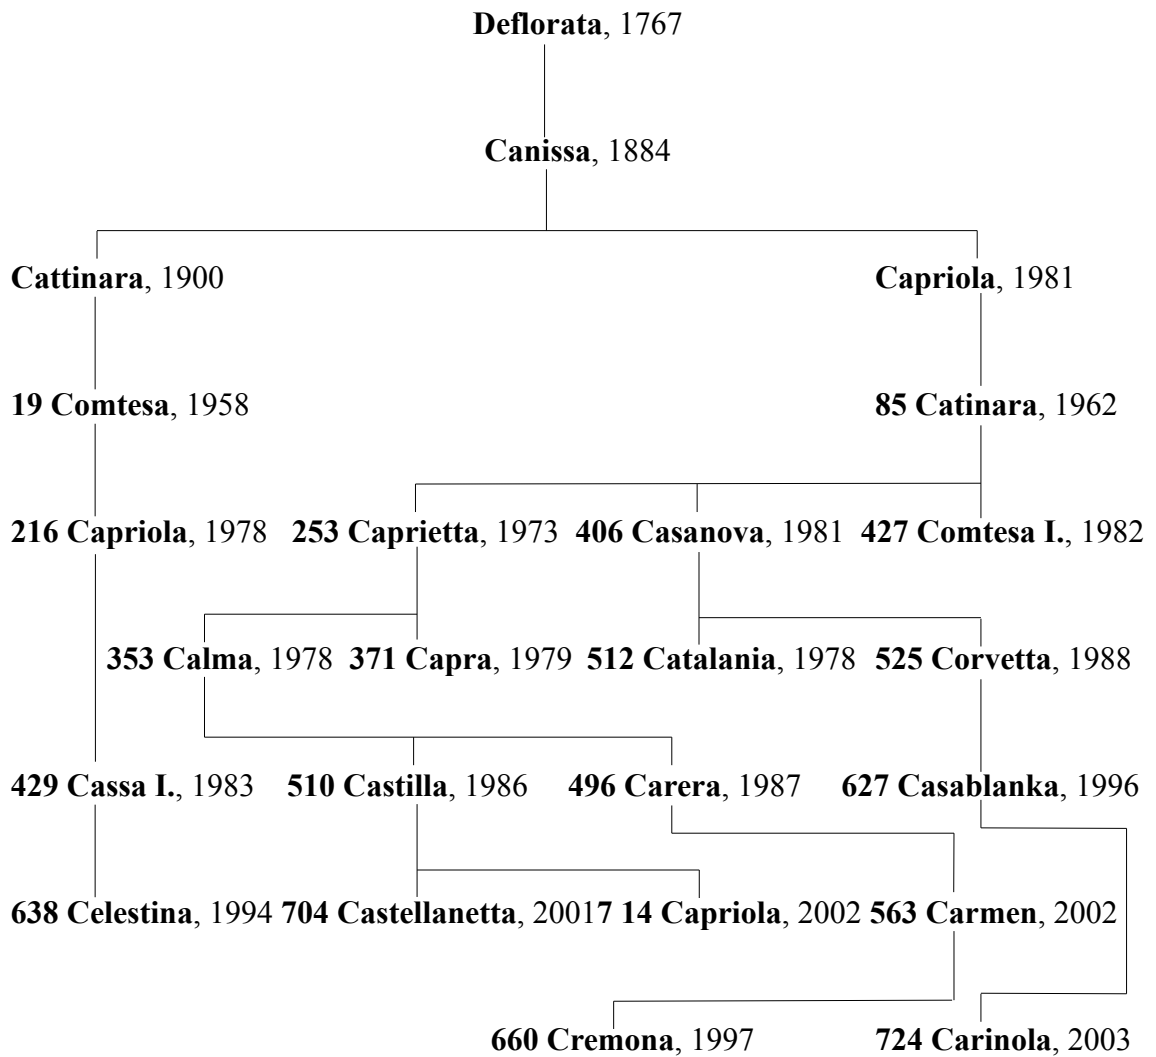 Deflorata, 1767
Canissa, 1884
Cattinara, 1900 Capriola, 1981
19 Comtesa, 1958 85 Catinara, 1962
216 Capriola, 1978 253 Caprietta, 1973 406 Casanova, 1981 427 Comtesa I., 1982
353 Calma, 1978 371 Capra, 1979 512 Catalania, 1978 525 Corvetta, 1988
429 Cassa I., 1983 510 Castilla, 1986 496 Carera, 1987 627 Casablanka, 1996
638 Celestina, 1994 704 Castellanetta, 20017 14 Capriola, 2002 563 Carmen, 2002
660 Cremona, 1997 724 Carinola, 2003